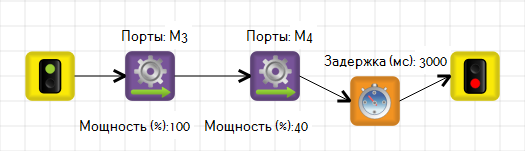 Порты: М3
Порты: М4
Задержка (мс): 3000
Мощность (%):100
Мощность (%):40